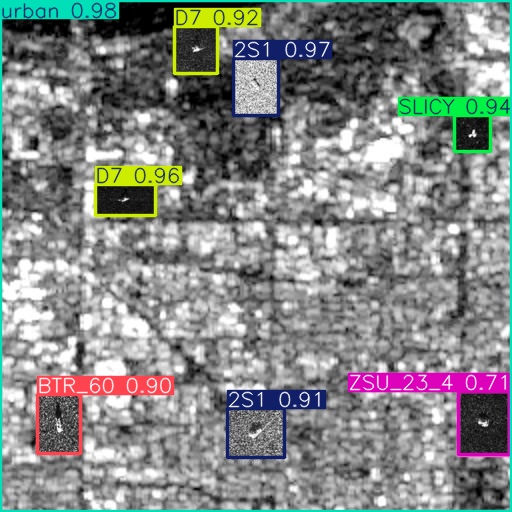 urban 0.98
D7 0.92
2S1 0.97
SLICY 0.94
D7 0.96
BTR_60 0.90
2S1 0.91
ZSU_23_4 0.71